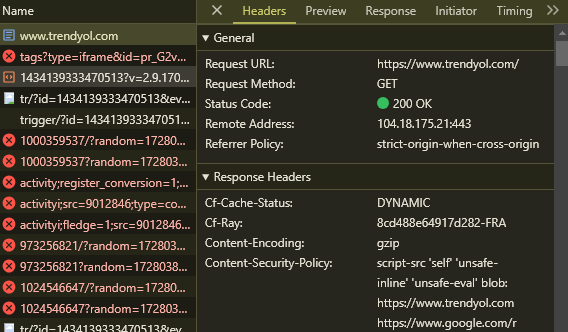 Name
www.trendyol.com
tags?type=iframe&id=pr_G2v...
1434139333470513?v=2.9.170...
tr/?id=1434139333470513&ev...
trigger/?id=14341393334705...
1000359537/?random=172803...
1000359537?random=172803...
activity;register_conversion=1;...
activityi;src=9012846;type=co...
activityi;fledge=1;src=9012846...
973256821/?random=172803...
973256821?random=1728038...
1024546647/?random=17280...
1024546647?random=172803...
tr/?id=1434139333470513&ev...
Headers Preview Response Initiator Timing
General
Request URL: https://www.trendyol.com/
Request Method: GET
Status Code: 200 OK
Remote Address: 104.18.175.21:443
Referrer Policy: strict-origin-when-cross-origin
Response Headers
Cf-Cache-Status: DYNAMIC
Cf-Ray: 8cd488e64917d282-FRA
Content-Encoding: gzip
Content-Security-Policy: script-src 'self' 'unsafe-
inline' 'unsafe-eval' blob:
https://www.trendyol.com
https://www.google.com/r